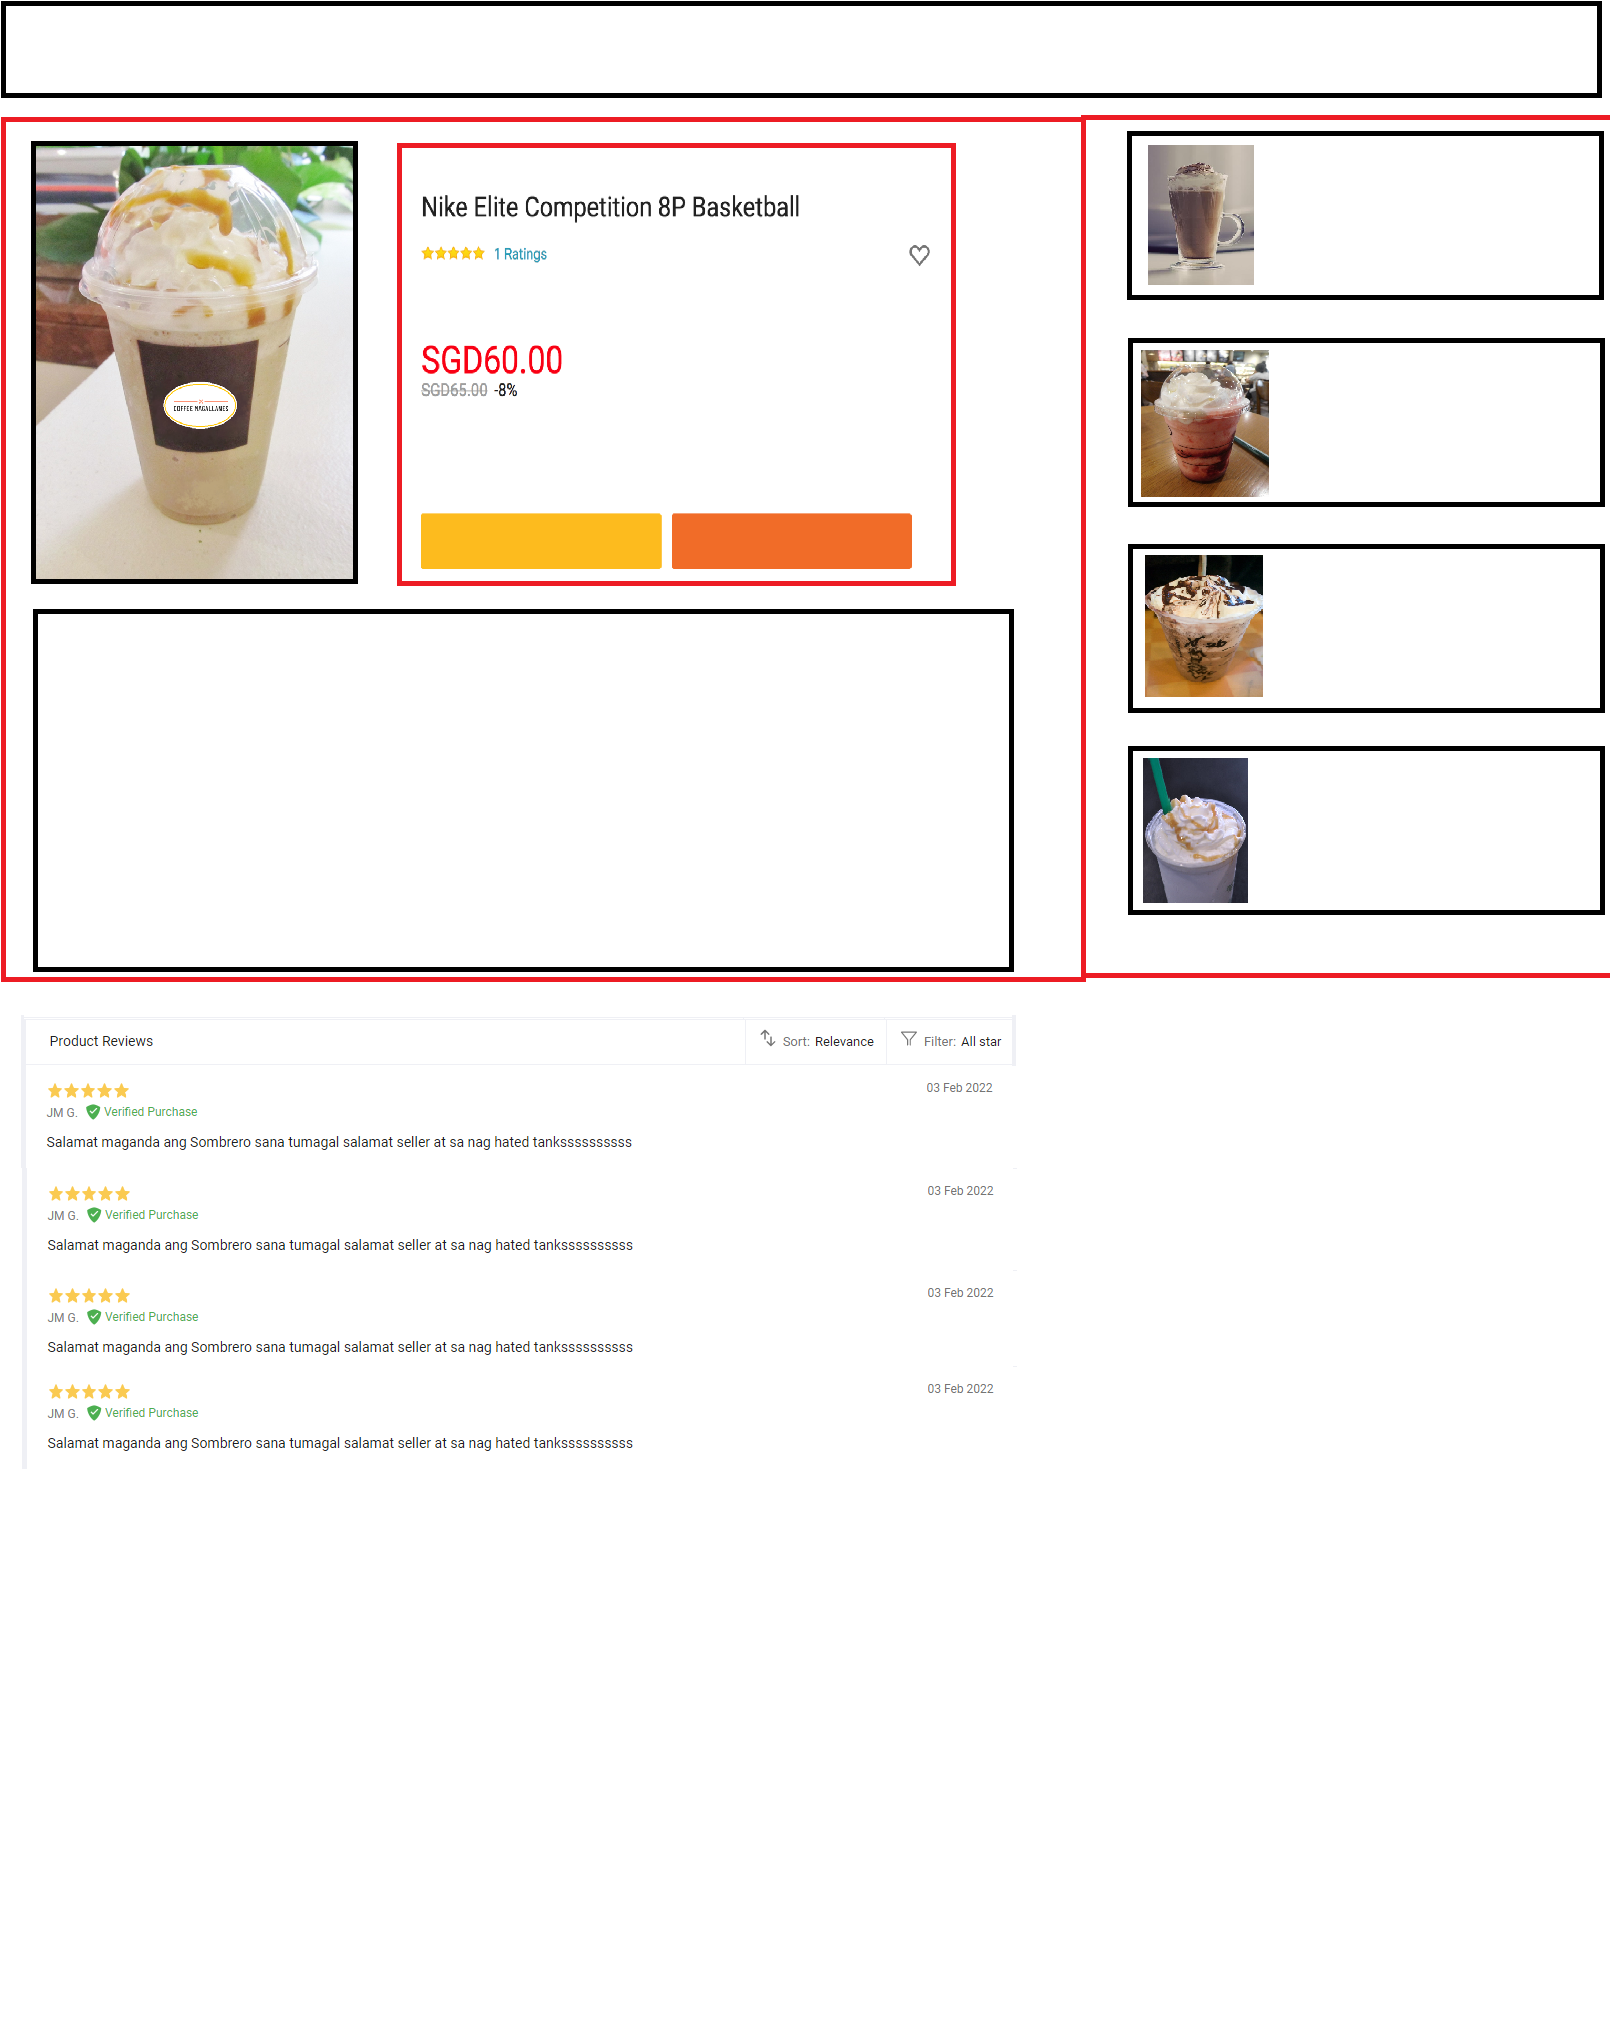 COFFEE MAGALLANES
Nike Elite Competition 8P Basketball
1 Ratings
SGD60.00
SGD65.00 -8%
Product Reviews
Sort: Relevance
Filter: All star
03 Feb 2022
JM G. Verified Purchase
Salamat maganda ang Sombrero sana tumagal salamat seller at sa nag hated tankssssssssss
03 Feb 2022
JM G. Verified Purchase
Salamat maganda ang Sombrero sana tumagal salamat seller at sa nag hated tankssssssssss
03 Feb 2022
JM G. Verified Purchase
Salamat maganda ang Sombrero sana tumagal salamat seller at sa nag hated tankssssssssss
03 Feb 2022
JM G. Verified Purchase
Salamat maganda ang Sombrero sana tumagal salamat seller at sa nag hated tankssssssssss